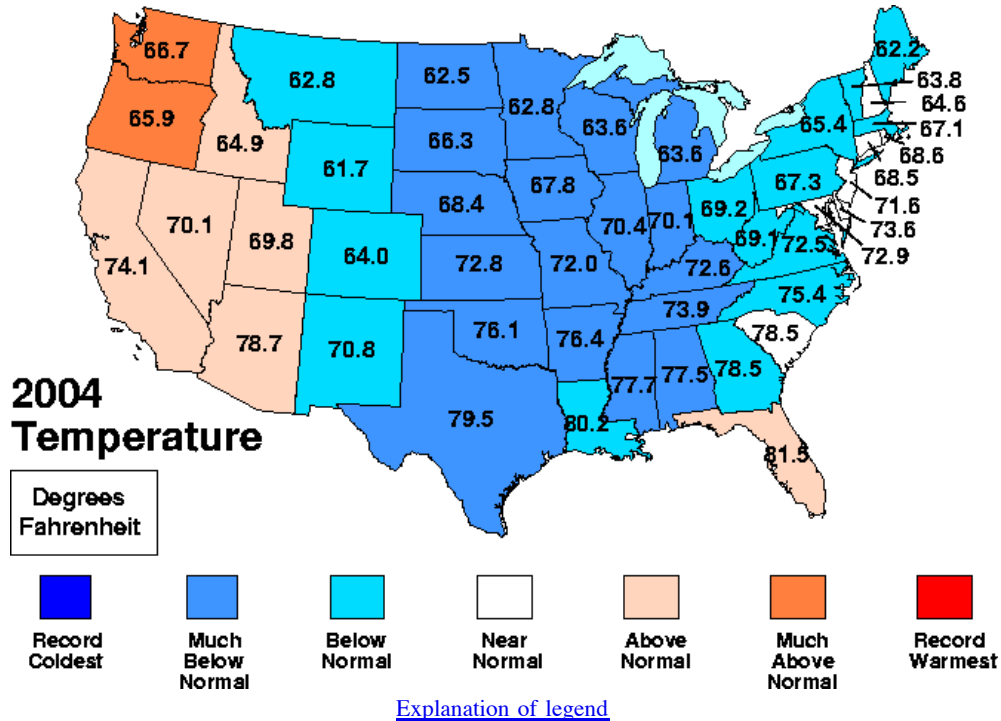 66.7
62.8
62.5
62.8
62.2
63.8
64.6
67.1
65.9
64.9
61.7
66.3
63.6
63.6
65.4
68.6
68.5
67.3
71.6
73.6
72.9
70.1
69.8
64.0
68.4
67.8
70.4
70.1
69.2
69.1
72.5
74.1
72.8
72.0
72.6
75.4
78.7
70.8
76.1
76.4
73.9
78.5
79.5
80.2
77.7
77.5
78.5
81.5
2004
Temperature
Degrees
Fahrenheit
Record
Coldest
Much
Below
Normal
Below
Normal
Near
Normal
Above
Normal
Much
Above
Normal
Record
Warmest
Explanation of legend